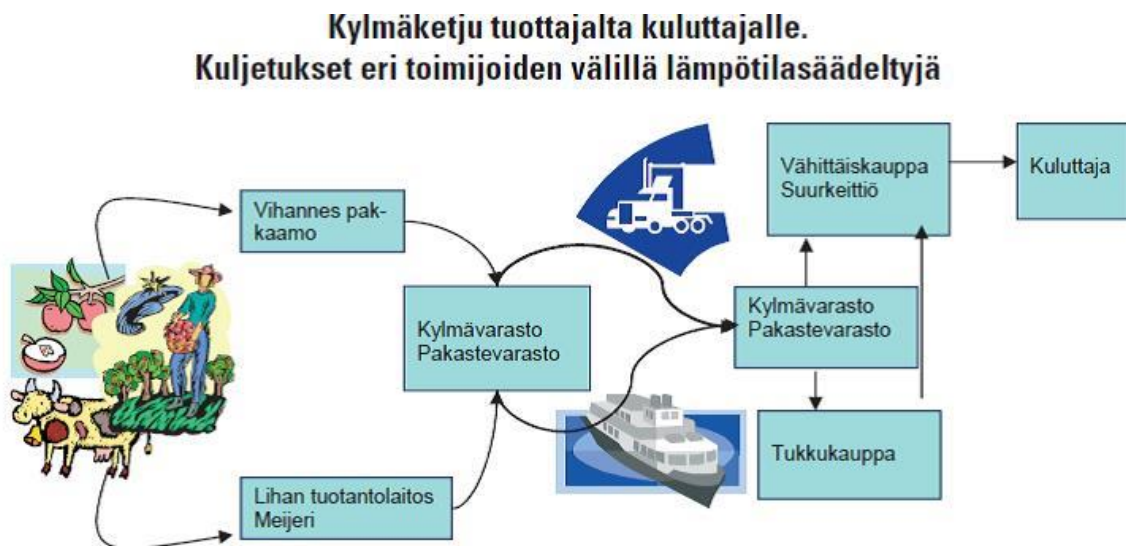 Kylmäketju tuottajalta kuluttajalle.
Kuljetukset eri toimijoiden välillä lämpötilasäädeltyjä
Vihannes pak-
kaamo
Kylmävarasto
Pakastevarasto
Lihan tuotantolaitos
Meijeri
Kylmävarasto
Pakastevarasto
Vähittäiskauppa
Suurkeittiö
Kuluttaja
Tukkukauppa